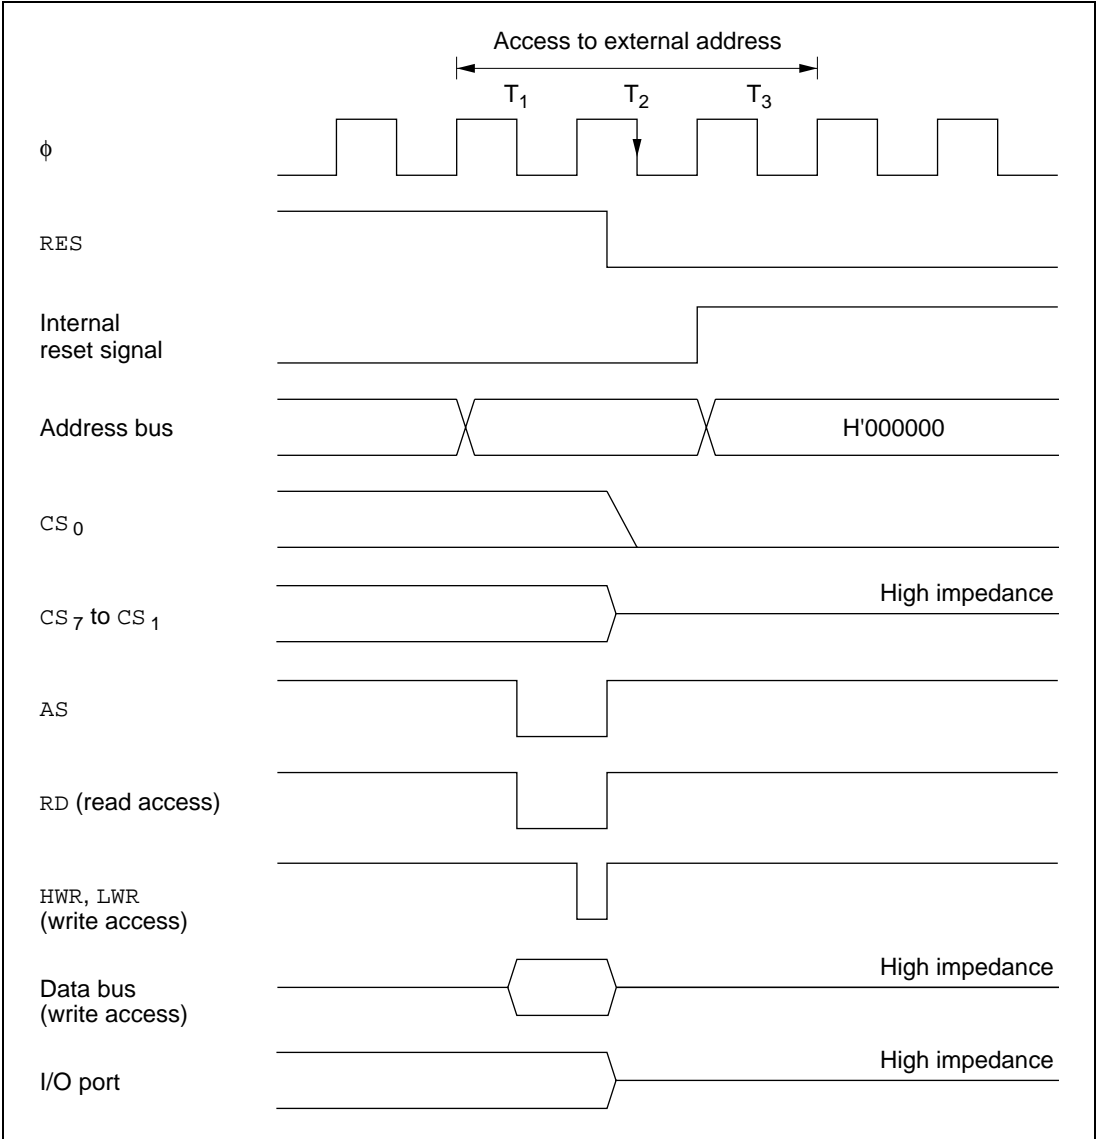 Access to external address
T1 T2 T3
φ
RES
Internal
reset signal
Address bus H'000000
CS0
CS7 to CS1 High impedance
AS
RD (read access)
HWR, LWR
(write access)
Data bus High impedance
(write access)
I/O port High impedance